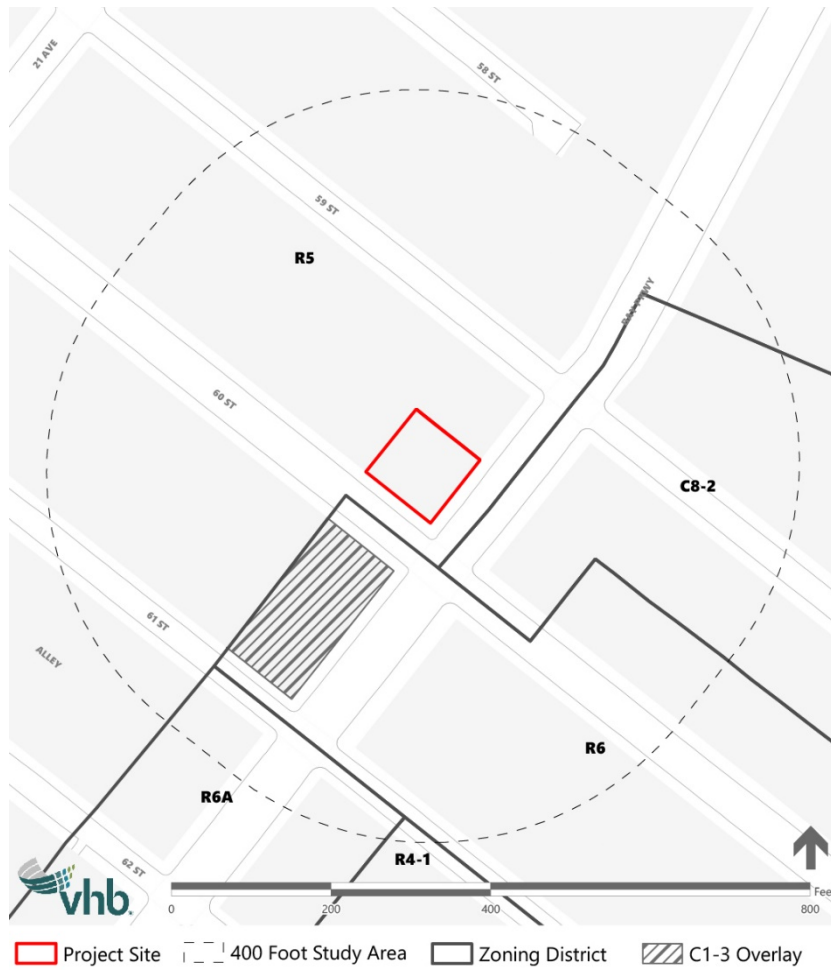 21 AVE
58 ST
59 ST
R5
60 ST
C8-2
61 ST
ALLEY
R6
R6A
R4-1
62 ST
vhb.
Feet
0 200 400 800
Project Site 400 Foot Study Area Zoning District C1-3 Overlay